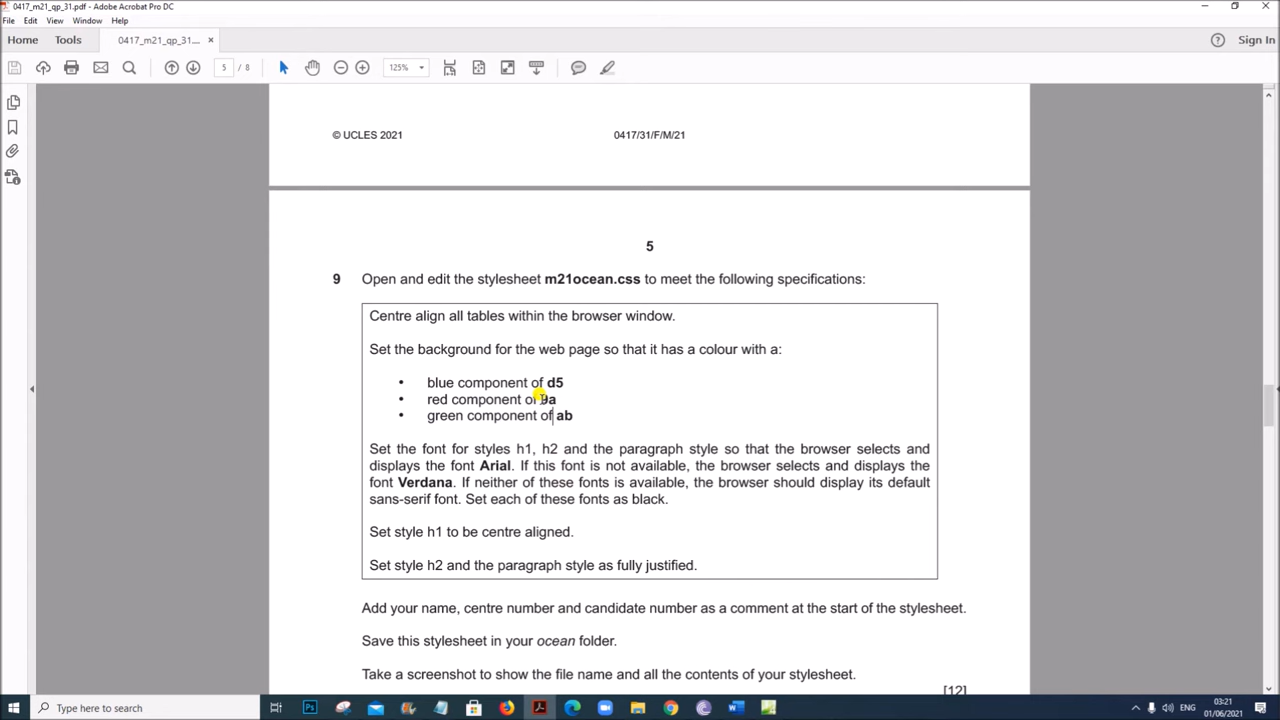 0417_m21_qp_31.pdf - Adobe Acrobat Pro DC
File Edit View Window Help
Home Tools 0417_m21_qp_31.... × Sign In
5 / 8 125%
© UCLES 2021 0417/31/F/M/21
5
9 Open and edit the stylesheet m21ocean.css to meet the following specifications:
Centre align all tables within the browser window.
Set the background for the web page so that it has a colour with a:
• blue component of d5
• red component of 9a
• green component of ab
Set the font for styles h1, h2 and the paragraph style so that the browser selects and
displays the font Arial. If this font is not available, the browser selects and displays the
font Verdana. If neither of these fonts is available, the browser should display its default
sans-serif font. Set each of these fonts as black.
Set style h1 to be centre aligned.
Set style h2 and the paragraph style as fully justified.
Add your name, centre number and candidate number as a comment at the start of the stylesheet.
Save this stylesheet in your ocean folder.
Take a screenshot to show the file name and all the contents of your stylesheet.
[12]
Type here to search ENG 03:21
01/06/2021